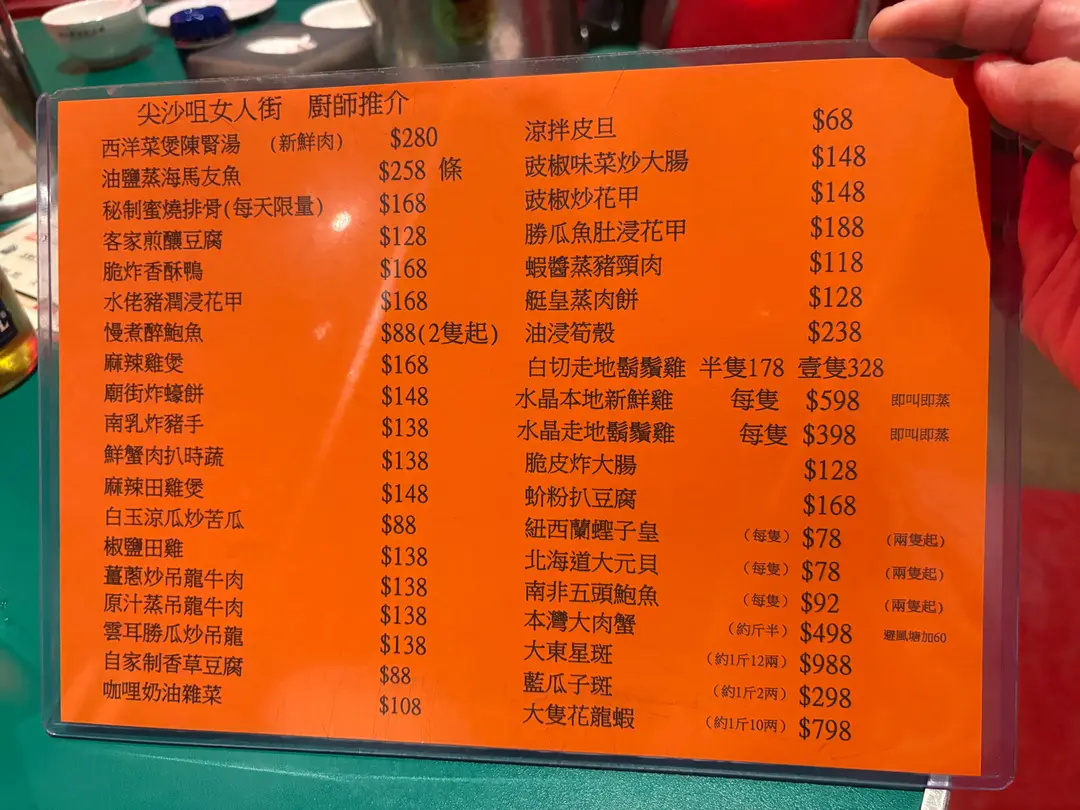 尖沙咀女人街 廚師推介
西洋菜煲陳腎湯 (新鮮肉) $280
油鹽蒸海馬友魚 $258 條
秘制蜜燒排骨(每天限量) $168
客家煎釀豆腐 $128
脆炸香酥鴨 $168
水佬豬潤浸花甲 $168
慢煮醉鮑魚 $88(2隻起)
麻辣雞煲 $168
廟街炸蠔餅 $148
南乳炸豬手 $138
鮮蟹肉扒時蔬 $138
麻辣田雞煲 $148
白玉涼瓜炒苦瓜 $88
椒鹽田雞 $138
薑蔥炒吊龍牛肉 $138
原汁蒸吊龍牛肉 $138
雲耳勝瓜炒吊龍 $138
自家制香草豆腐 $88
咖哩奶油雜菜 $108
涼拌皮旦 $68
豉椒味菜炒大腸 $148
豉椒炒花甲 $148
勝瓜魚肚浸花甲 $188
蝦醬蒸豬頸肉 $118
艇皇蒸肉餅 $128
油浸筍殼 $238
白切走地鬍鬚雞 半隻178 壹隻328
水晶本地新鮮雞 每隻 $598 即叫即蒸
水晶走地鬍鬚雞 每隻 $398 即叫即蒸
脆皮炸大腸 $128
蚧粉扒豆腐 $168
紐西蘭蟶子皇 (每隻) $78 (兩隻起)
北海道大元貝 (每隻) $78 (兩隻起)
南非五頭鮑魚 (每隻) $92 (兩隻起)
本灣大肉蟹 (約斤半) $498 避風塘加60
大東星斑 (約1斤12兩) $988
藍瓜子斑 (約1斤2两) $298
大隻花龍蝦 (約1斤10两) $798